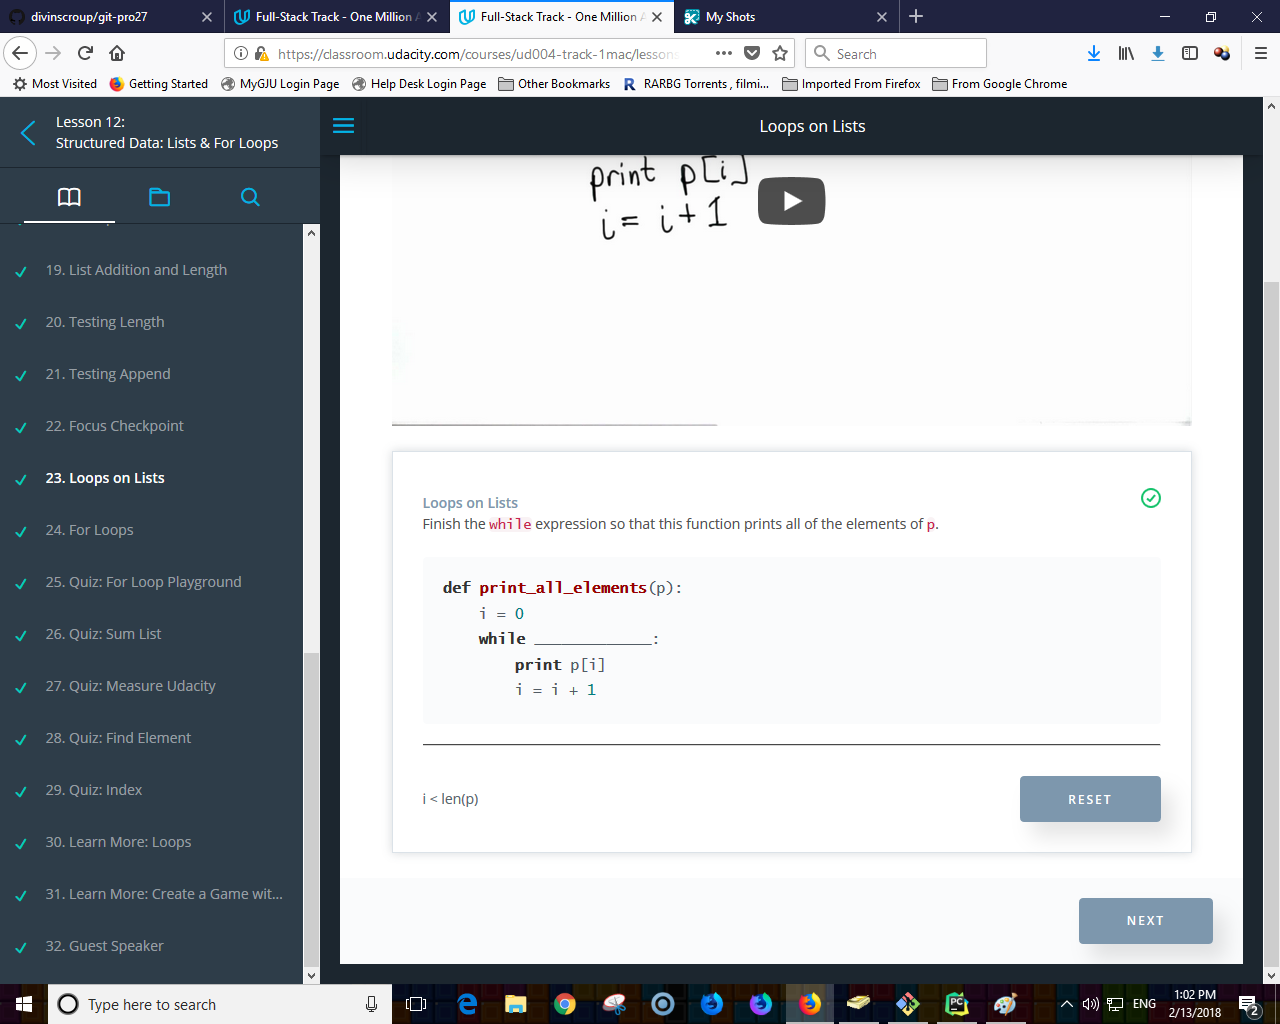 divinscroup/git-pro27
Full-Stack Track - One Million A
Full-Stack Track - One Million A
My Shots
https://classroom.udacity.com/courses/ud004-track-1mac/lesson
Search
Most Visited
Getting Started
MyGJU Login Page
Help Desk Login Page
Other Bookmarks
R RARBG Torrents , filmi...
Imported From Firefox
From Google Chrome
Lesson 12:
Structured Data: Lists & For Loops
Loops on Lists
19. List Addition and Length
20. Testing Length
21. Testing Append
22. Focus Checkpoint
23. Loops on Lists
24. For Loops
25. Quiz: For Loop Playground
26. Quiz: Sum List
27. Quiz: Measure Udacity
28. Quiz: Find Element
29. Quiz: Index
30. Learn More: Loops
31. Learn More: Create a Game wit...
32. Guest Speaker
print p[i]
i = i + 1
Loops on Lists
Finish the while expression so that this function prints all of the elements of p.
def print_all_elements(p):
i = 0
while _____________:
print p[i]
i = i + 1
i < len(p)
RESET
NEXT
Type here to search
PC
ENG
1:02 PM
2/13/2018
2